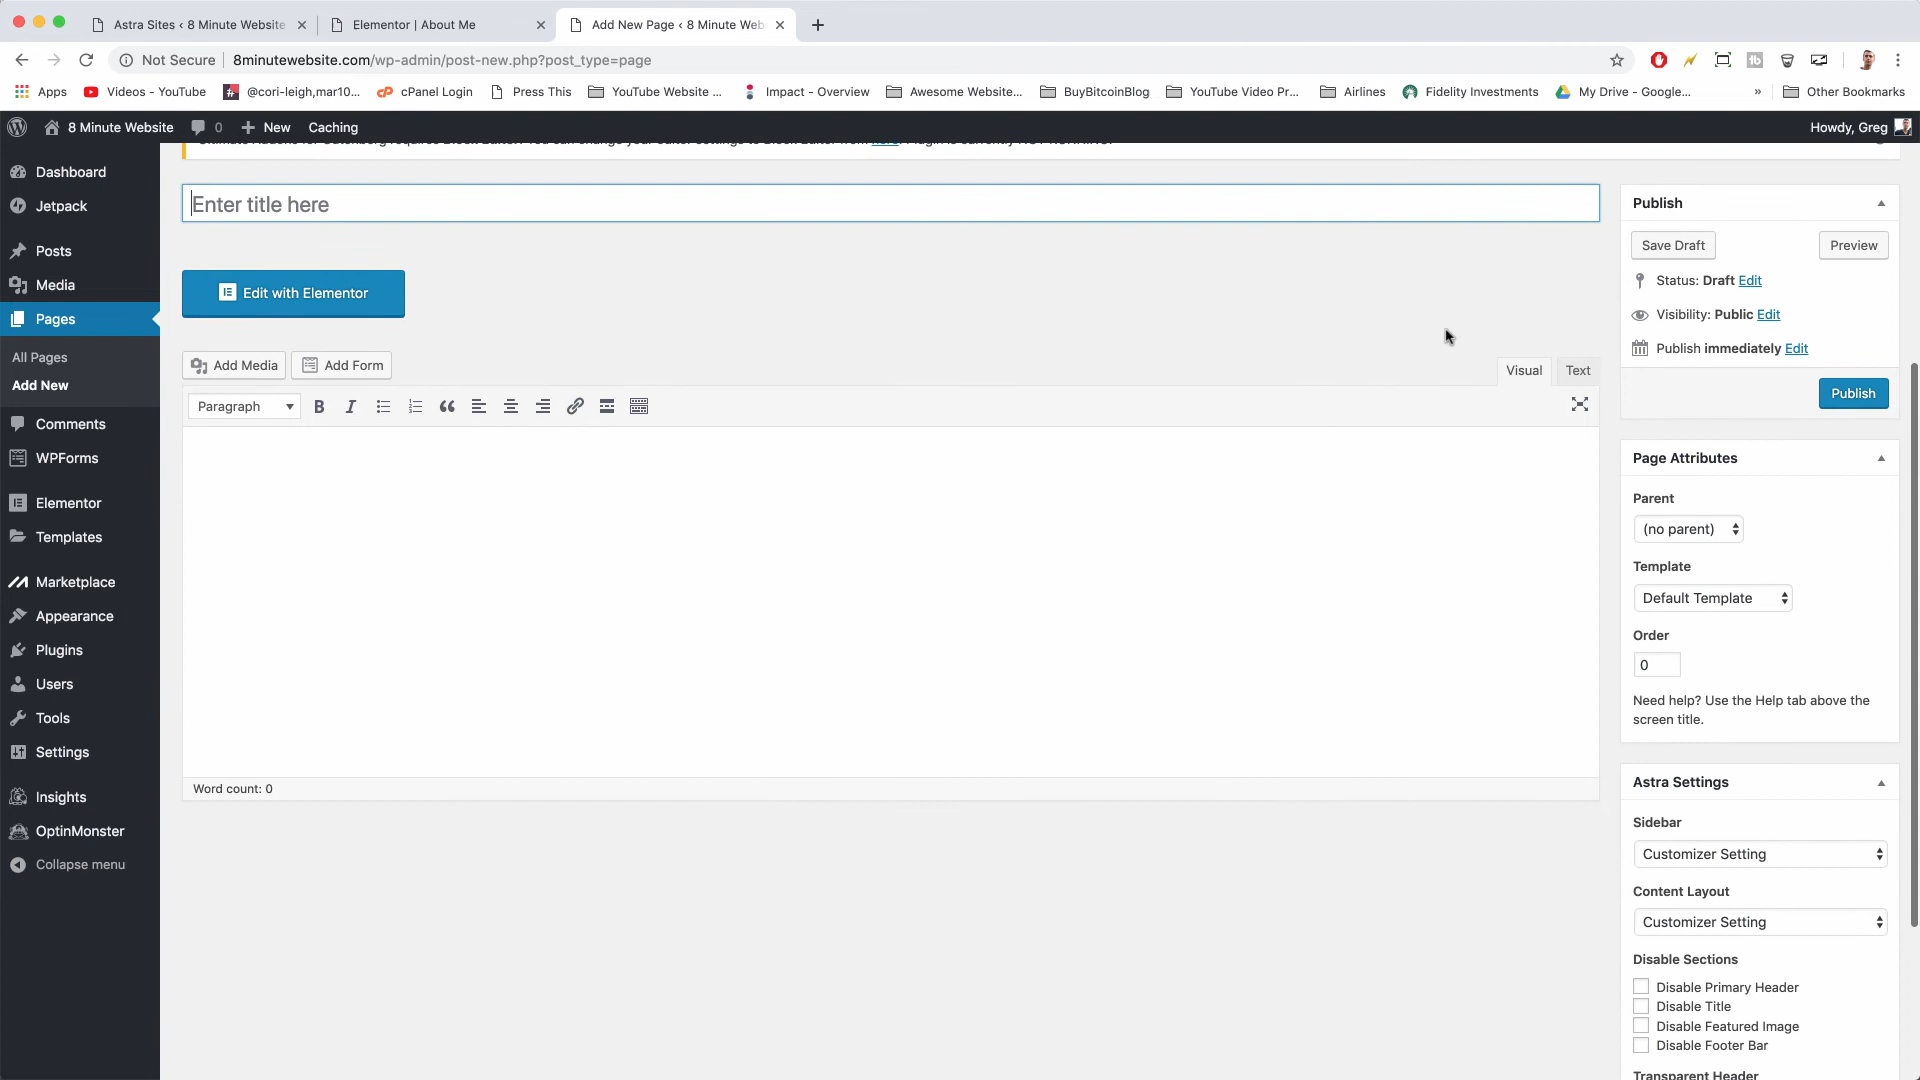 Astra Sites ‹ 8 Minute Website
Elementor | About Me
Add New Page ‹ 8 Minute Web
Not Secure
8minutewebsite.com/wp-admin/post-new.php?post_type=page
Apps
Videos - YouTube
@cori-leigh,mar10...
cPanel Login
Press This
YouTube Website ...
Impact - Overview
Awesome Website...
BuyBitcoinBlog
YouTube Video Pr...
Airlines
Fidelity Investments
My Drive - Google...
»
Other Bookmarks
8 Minute Website
0
New
Caching
Howdy, Greg
Dashboard
Jetpack
Posts
Media
Pages
All Pages
Add New
Comments
WPForms
Elementor
Templates
Marketplace
Appearance
Plugins
Users
Tools
Settings
Insights
OptinMonster
Collapse menu
Enter title here
Edit with Elementor
Add Media
Add Form
Visual
Text
Paragraph
B
I
Word count: 0
Publish
Save Draft
Preview
Status: Draft Edit
Visibility: Public Edit
Publish immediately Edit
Publish
Page Attributes
Parent
(no parent)
Template
Default Template
Order
0
Need help? Use the Help tab above the
screen title.
Astra Settings
Sidebar
Customizer Setting
Content Layout
Customizer Setting
Disable Sections
Disable Primary Header
Disable Title
Disable Featured Image
Disable Footer Bar
Transparent Header